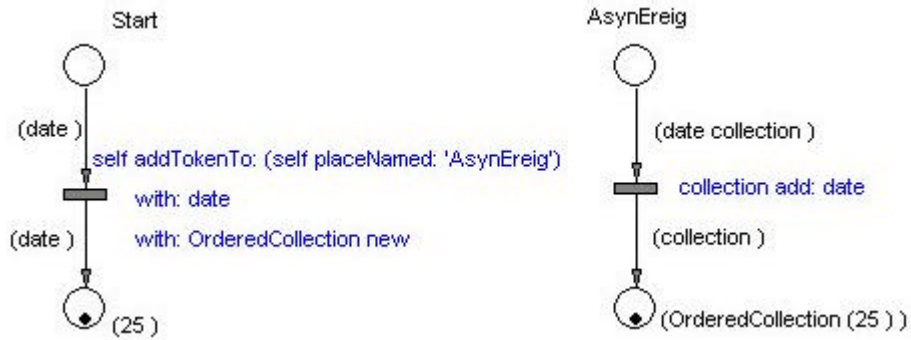 Start
AsynEreig
(date )
(date collection )
self addTokenTo: (self placeNamed: 'AsynEreig')
with: date
collection add: date
(date )
with: OrderedCollection new
(collection )
(25 )
(OrderedCollection (25 ) )